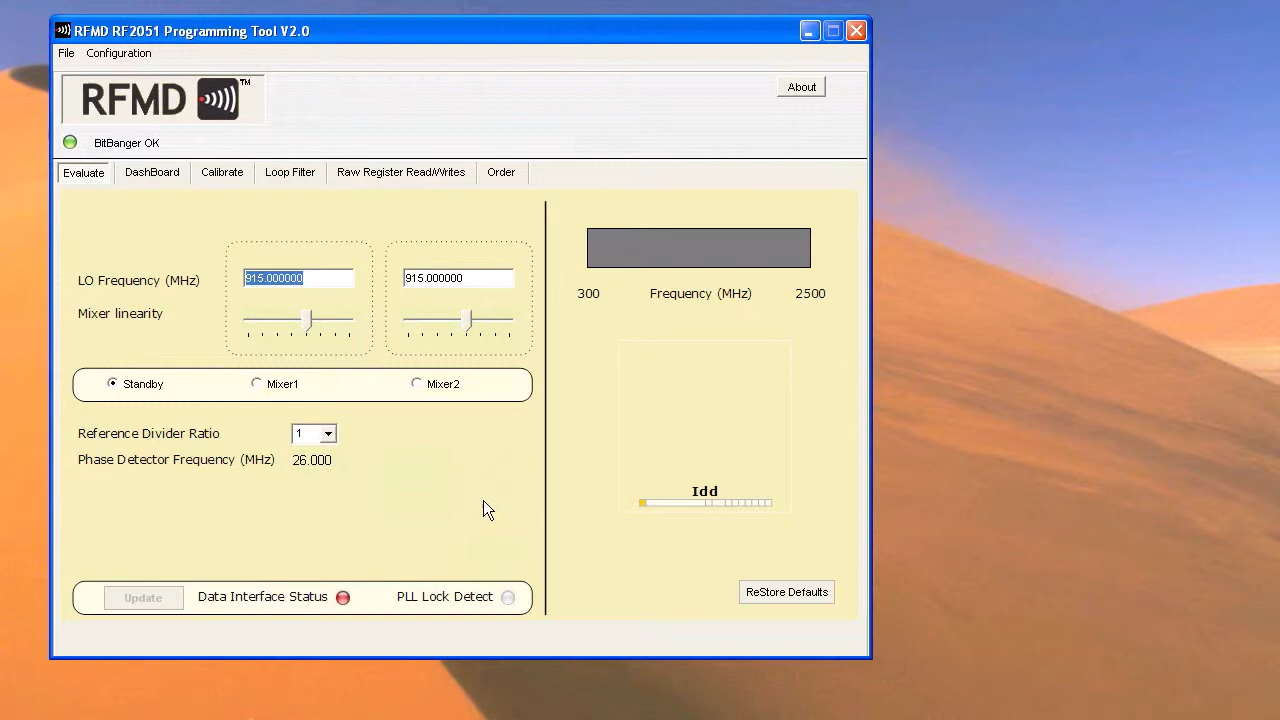 RFMD RF2051 Programming Tool V2.0
File Configuration
RFMD TM
About
BitBanger OK
Evaluate DashBoard Calibrate Loop Filter Raw Register Read/Writes Order
LO Frequency (MHz) 915.000000 915.000000
300 Frequency (MHz) 2500
Mixer linearity
Standby Mixer1 Mixer2
Reference Divider Ratio 1
Phase Detector Frequency (MHz) 26.000
Idd
Update Data Interface Status PLL Lock Detect
ReStore Defaults